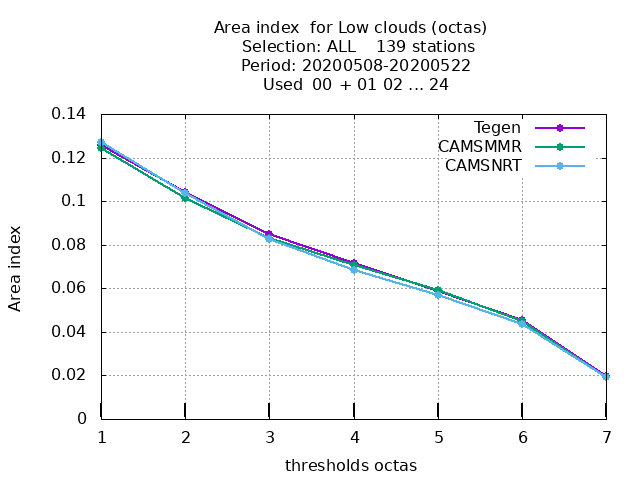 Area index  for Low clouds (octas)
Selection: ALL    139 stations
Period: 20200508-20200522
Used  00 + 01 02 ... 24
0.14
0.12
0.1
0.08
0.06
0.04
0.02
0
Area index
Tegen
CAMSMMR
CAMSNRT
1 2 3 4 5 6 7
thresholds octas